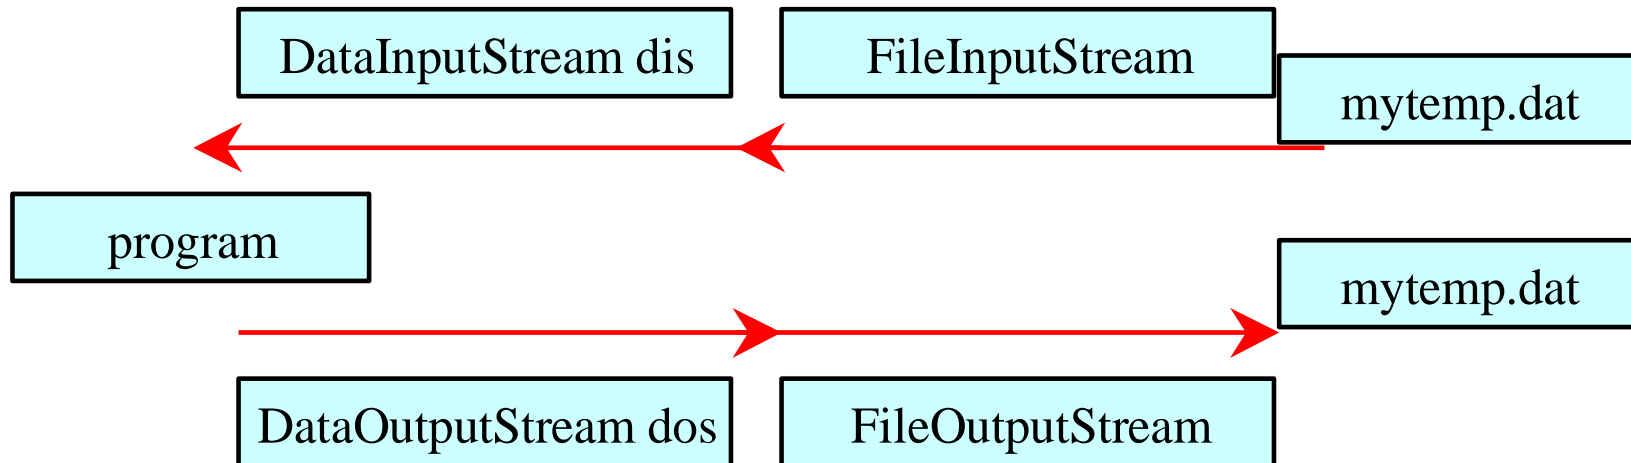 DataInputStream dis
FileInputStream
mytemp.dat
program
mytemp.dat
DataOutputStream dos
FileOutputStream